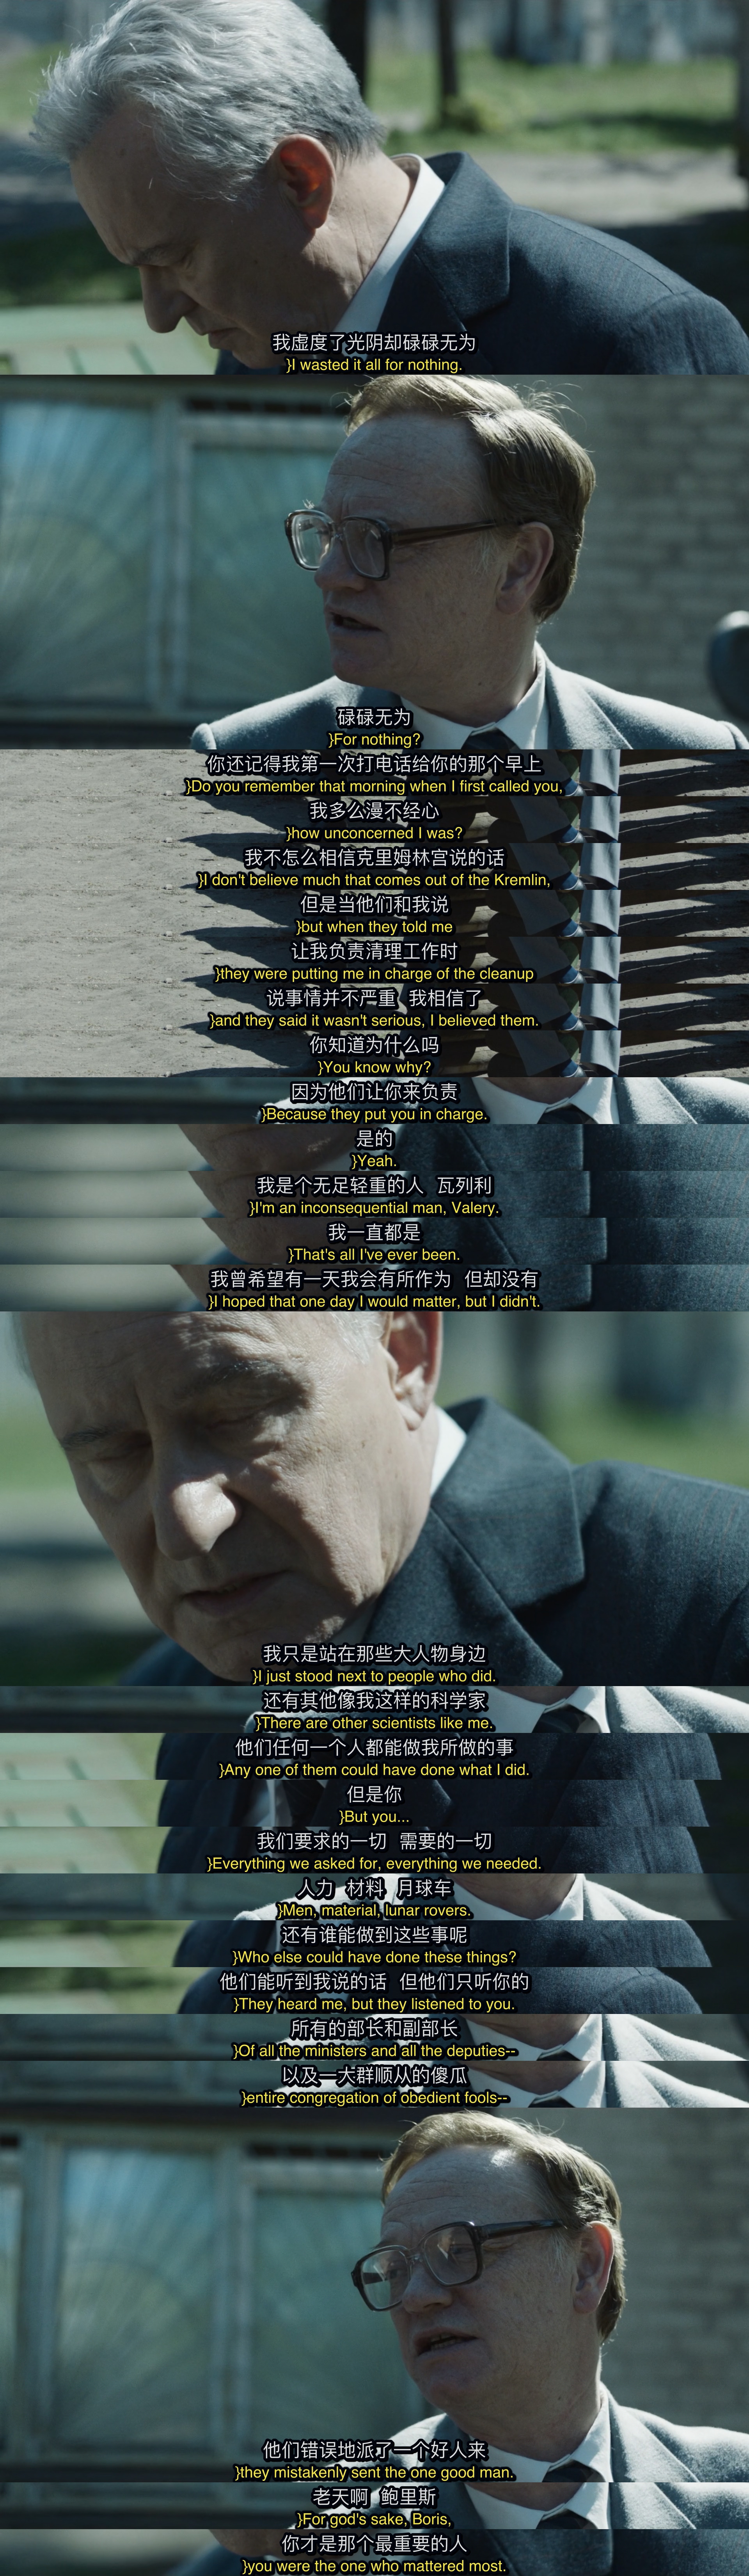 我虚度了光阴却碌碌无为
}I wasted it all for nothing.
碌碌无为
}For nothing?
你还记得我第一次打电话给你的那个早上
}Do you remember that morning when I first called you,
我多么漫不经心
}how unconcerned I was?
我不怎么相信克里姆林宫说的话
}I don't believe much that comes out of the Kremlin,
但是当他们和我说
}but when they told me
让我负责清理工作时
}they were putting me in charge of the cleanup
说事情并不严重 我相信了
}and they said it wasn't serious, I believed them.
你知道为什么吗
}You know why?
因为他们让你来负责
}Because they put you in charge.
是的
}Yeah.
我是个无足轻重的人 瓦列利
}I'm an inconsequential man, Valery.
我一直都是
}That's all I've ever been.
我曾希望有一天我会有所作为 但却没有
}I hoped that one day I would matter, but I didn't.
我只是站在那些大人物身边
}I just stood next to people who did.
还有其他像我这样的科学家
}There are other scientists like me.
他们任何一个人都能做我所做的事
}Any one of them could have done what I did.
但是你
}But you...
我们要求的一切 需要的一切
}Everything we asked for, everything we needed.
人力 材料 月球车
}Men, material, lunar rovers.
还有谁能做到这些事呢
}Who else could have done these things?
他们能听到我说的话 但他们只听你的
}They heard me, but they listened to you.
所有的部长和副部长
}Of all the ministers and all the deputies--
以及一大群顺从的傻瓜
}entire congregation of obedient fools--
他们错误地派了一个好人来
}they mistakenly sent the one good man.
老天啊 鲍里斯
}For god's sake, Boris,
你才是那个最重要的人
}you were the one who mattered most.